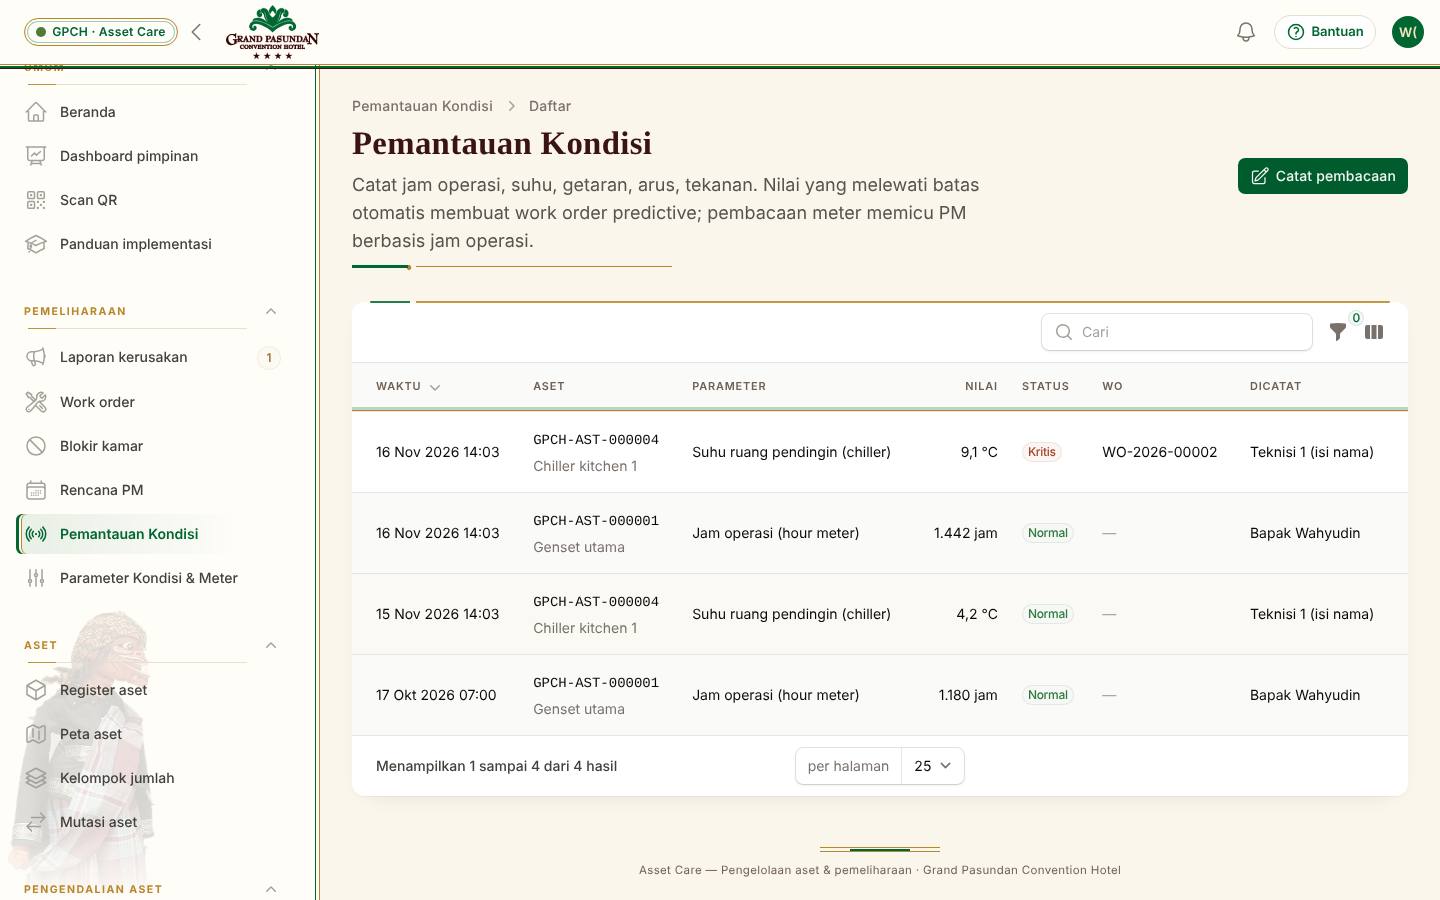 GPCH · Asset Care
GRAND PASUNDAN
CONVENTION HOTEL
Bantuan
W(
UMUM
Beranda
Dashboard pimpinan
Scan QR
Panduan implementasi
PEMELIHARAAN
Laporan kerusakan
1
Work order
Blokir kamar
Rencana PM
Pemantauan Kondisi
Parameter Kondisi & Meter
ASET
Register aset
Peta aset
Kelompok jumlah
Mutasi aset
PENGENDALIAN ASET
Pemantauan Kondisi
Daftar
Pemantauan Kondisi
Catat jam operasi, suhu, getaran, arus, tekanan. Nilai yang melewati batas
otomatis membuat work order predictive; pembacaan meter memicu PM
berbasis jam operasi.
Catat pembacaan
Cari
0
WAKTU ASET PARAMETER NILAI STATUS WO DICATAT
16 Nov 2026 14:03 GPCH-AST-000004 Suhu ruang pendingin (chiller) 9,1 °C Kritis WO-2026-00002 Teknisi 1 (isi nama)
Chiller kitchen 1
16 Nov 2026 14:03 GPCH-AST-000001 Jam operasi (hour meter) 1.442 jam Normal — Bapak Wahyudin
Genset utama
15 Nov 2026 14:03 GPCH-AST-000004 Suhu ruang pendingin (chiller) 4,2 °C Normal — Teknisi 1 (isi nama)
Chiller kitchen 1
17 Okt 2026 07:00 GPCH-AST-000001 Jam operasi (hour meter) 1.180 jam Normal — Bapak Wahyudin
Genset utama
Menampilkan 1 sampai 4 dari 4 hasil
per halaman 25
Asset Care — Pengelolaan aset & pemeliharaan · Grand Pasundan Convention Hotel